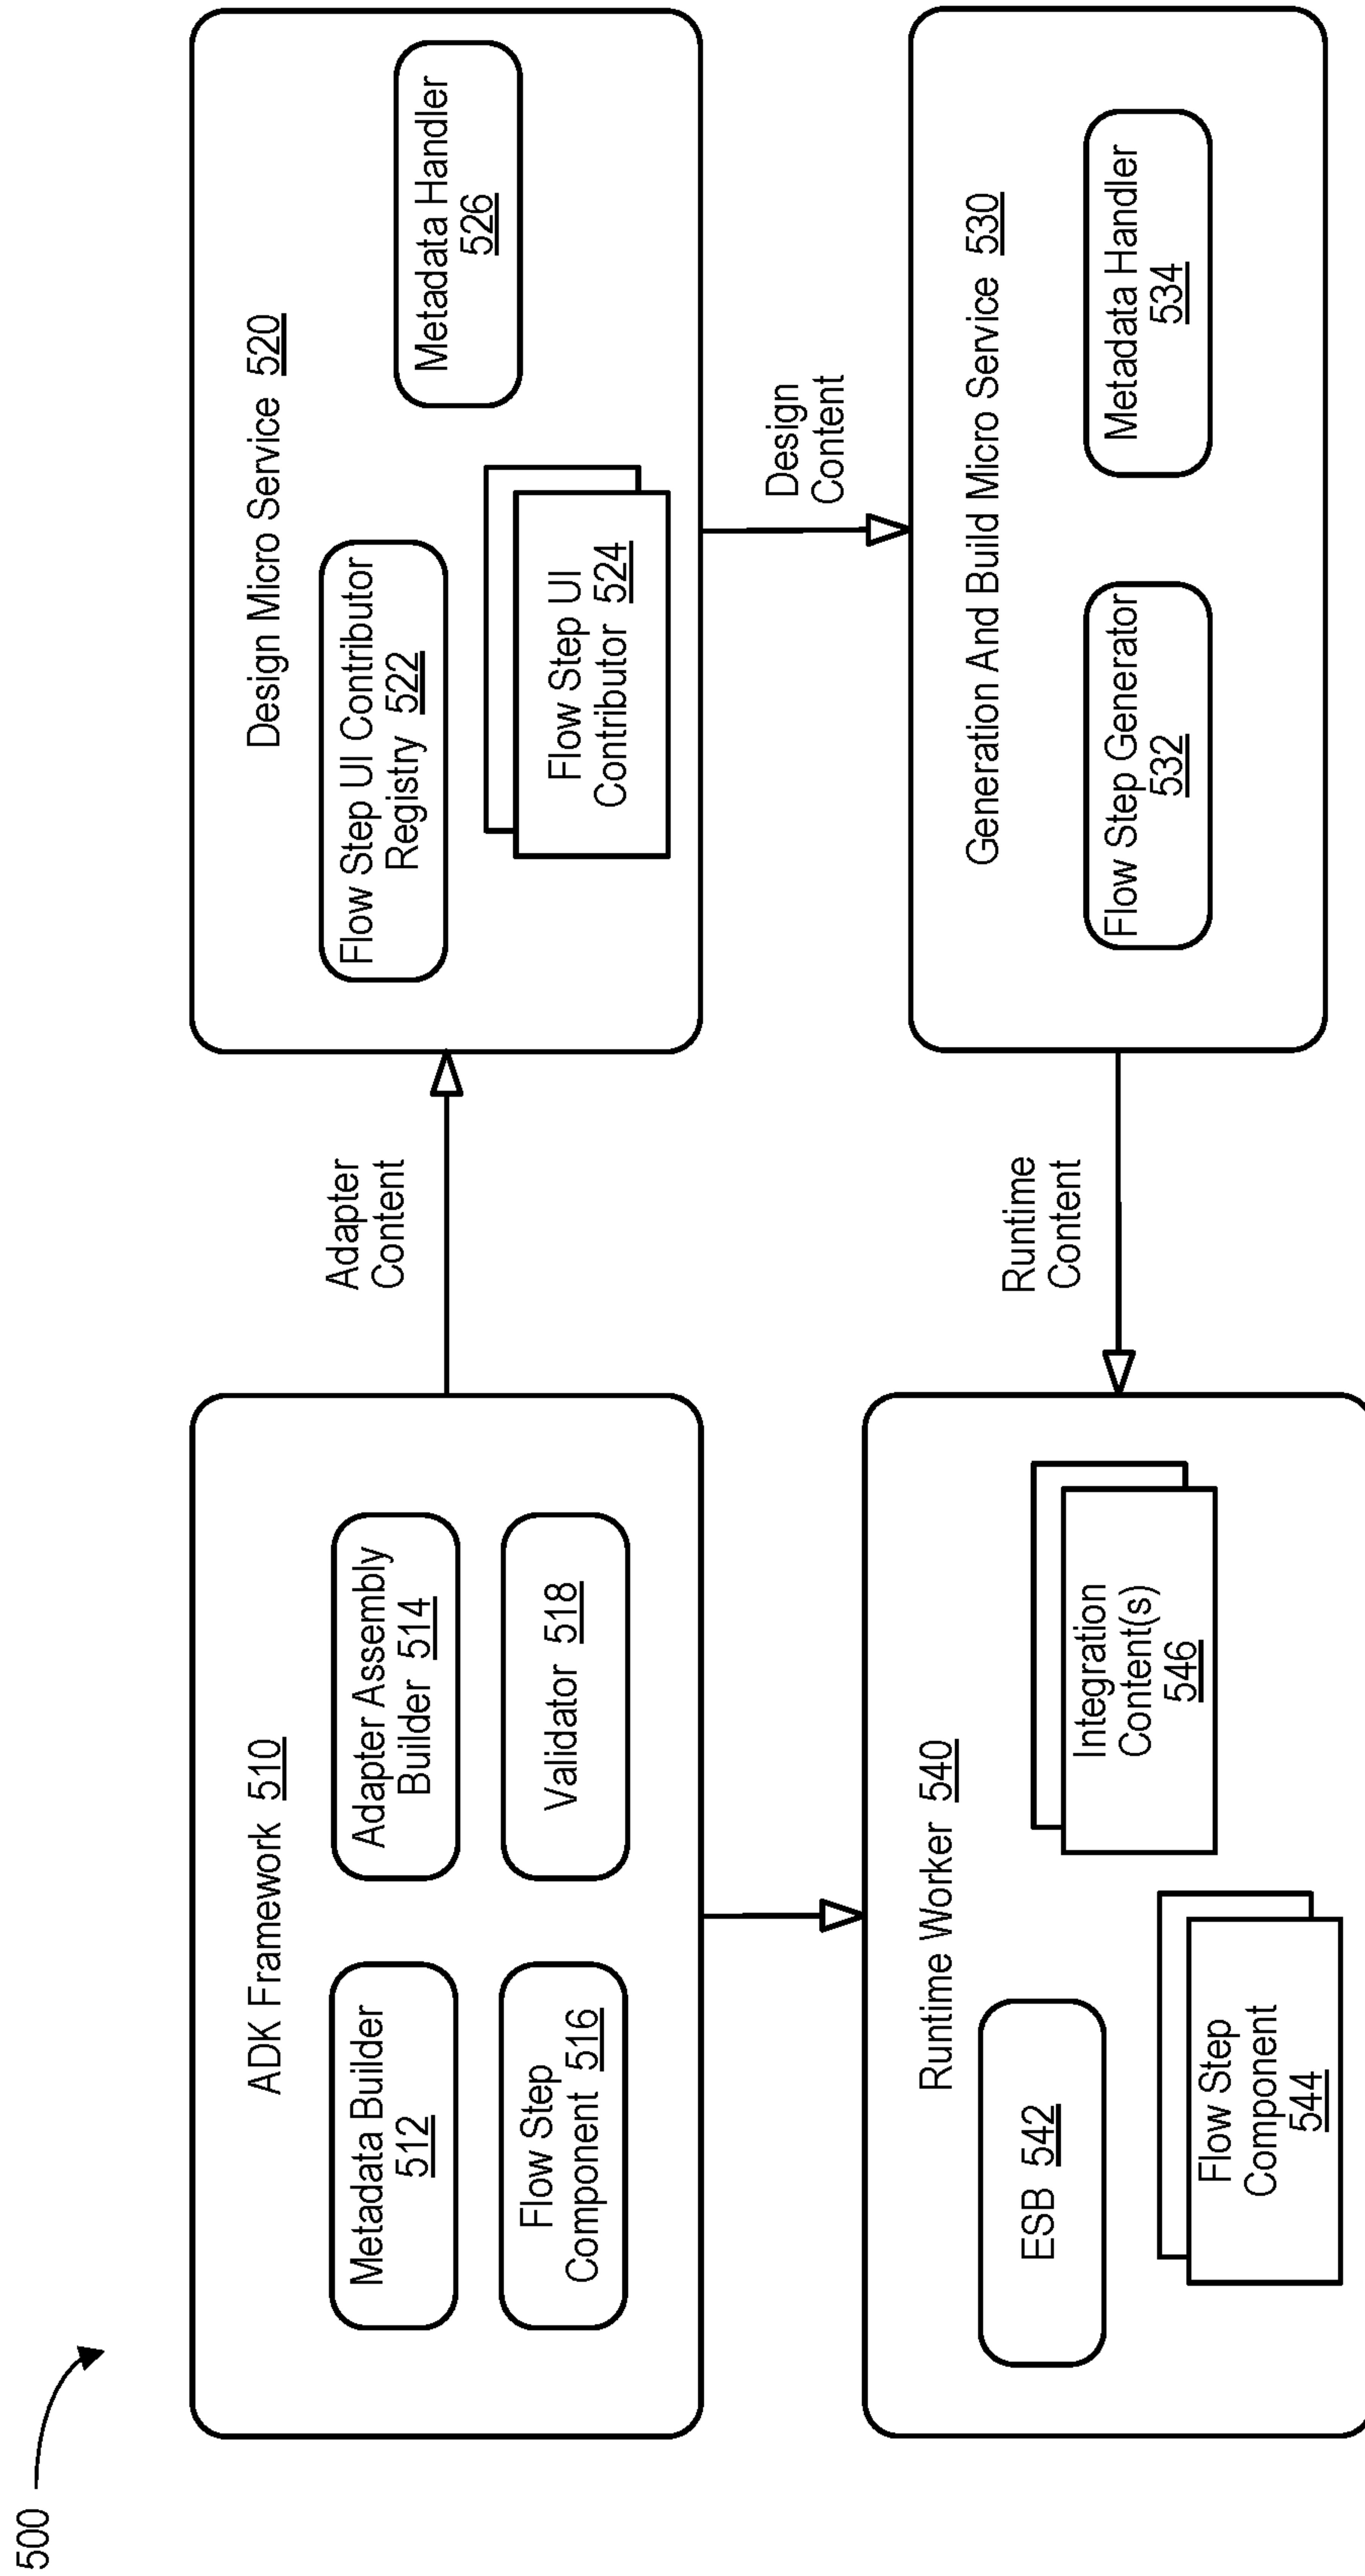 500
ADK Framework 510
Metadata Builder
512
Adapter Assembly
Builder 514
Flow Step
Component 516
Validator 518
Adapter
Content
Design Micro Service 520
Flow Step UI Contributor
Registry 522
Metadata Handler
526
Flow Step UI
Contributor 524
Design
Content
Runtime Worker 540
ESB 542
Integration
Content(s)
546
Flow Step
Component
544
Runtime
Content
Generation And Build Micro Service 530
Flow Step Generator
532
Metadata Handler
534